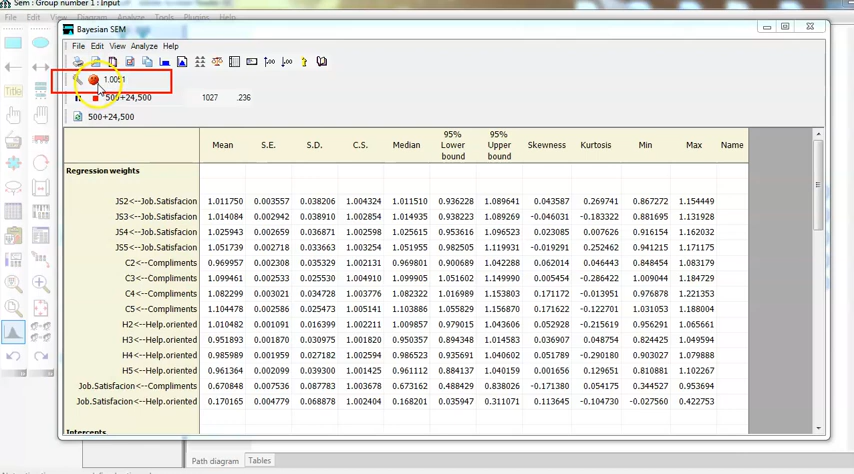 Sem : Group number 1 : Input
File Edit View Diagram Analyze Tools Plugins Help
Bayesian SEM
File Edit View Analyze Help
1.0051
500+24,500 1027 .236
500+24,500
Mean S.E. S.D. C.S. Median 95% Lower bound 95% Upper bound Skewness Kurtosis Min Max Name
Regression weights
JS2<--Job.Satisfacion 1.011750 0.003557 0.038206 1.004324 1.011510 0.936228 1.089641 0.043587 0.269741 0.867272 1.154449
JS3<--Job.Satisfacion 1.014084 0.002942 0.038910 1.002854 1.014935 0.938223 1.089269 -0.046031 -0.183322 0.881695 1.131928
JS4<--Job.Satisfacion 1.025943 0.002659 0.036871 1.002598 1.025615 0.953616 1.096523 0.023085 0.007626 0.916154 1.162032
JS5<--Job.Satisfacion 1.051739 0.002718 0.033663 1.003254 1.051955 0.982505 1.119931 -0.019291 0.252462 0.941215 1.171175
C2<--Compliments 0.969957 0.002308 0.035329 1.002131 0.969801 0.900689 1.042288 0.062014 0.046443 0.848454 1.083179
C3<--Compliments 1.099461 0.002533 0.025530 1.004910 1.099905 1.051602 1.149990 0.005454 -0.286422 1.009044 1.184729
C4<--Compliments 1.082299 0.003021 0.034728 1.003776 1.082322 1.016989 1.153803 0.171172 -0.013951 0.976878 1.221353
C5<--Compliments 1.104478 0.002586 0.025473 1.005141 1.103886 1.055829 1.156870 0.171622 -0.122701 1.031053 1.188004
H2<--Help.oriented 1.010482 0.001091 0.016399 1.002211 1.009857 0.979015 1.043606 0.052928 -0.215619 0.956291 1.065661
H3<--Help.oriented 0.951893 0.001870 0.030975 1.001820 0.950357 0.894348 1.014583 0.036907 0.048754 0.824425 1.049594
H4<--Help.oriented 0.985989 0.001959 0.027182 1.002594 0.986523 0.935691 1.040602 0.051771 -0.290180 0.903027 1.079888
H5<--Help.oriented 0.961364 0.002099 0.039300 1.001425 0.961112 0.884137 1.040159 0.001656 0.126731 0.810881 1.102267
Job.Satisfacion<--Compliments 0.670848 0.007536 0.087783 1.003678 0.673162 0.488429 0.838026 -0.171380 0.054175 0.344527 0.953694
Job.Satisfacion<--Help.oriented 0.170165 0.004779 0.068878 1.002404 0.168201 0.035947 0.311071 0.113645 -0.104730 -0.027560 0.422753
Intercepts
Title
Path diagram Tables